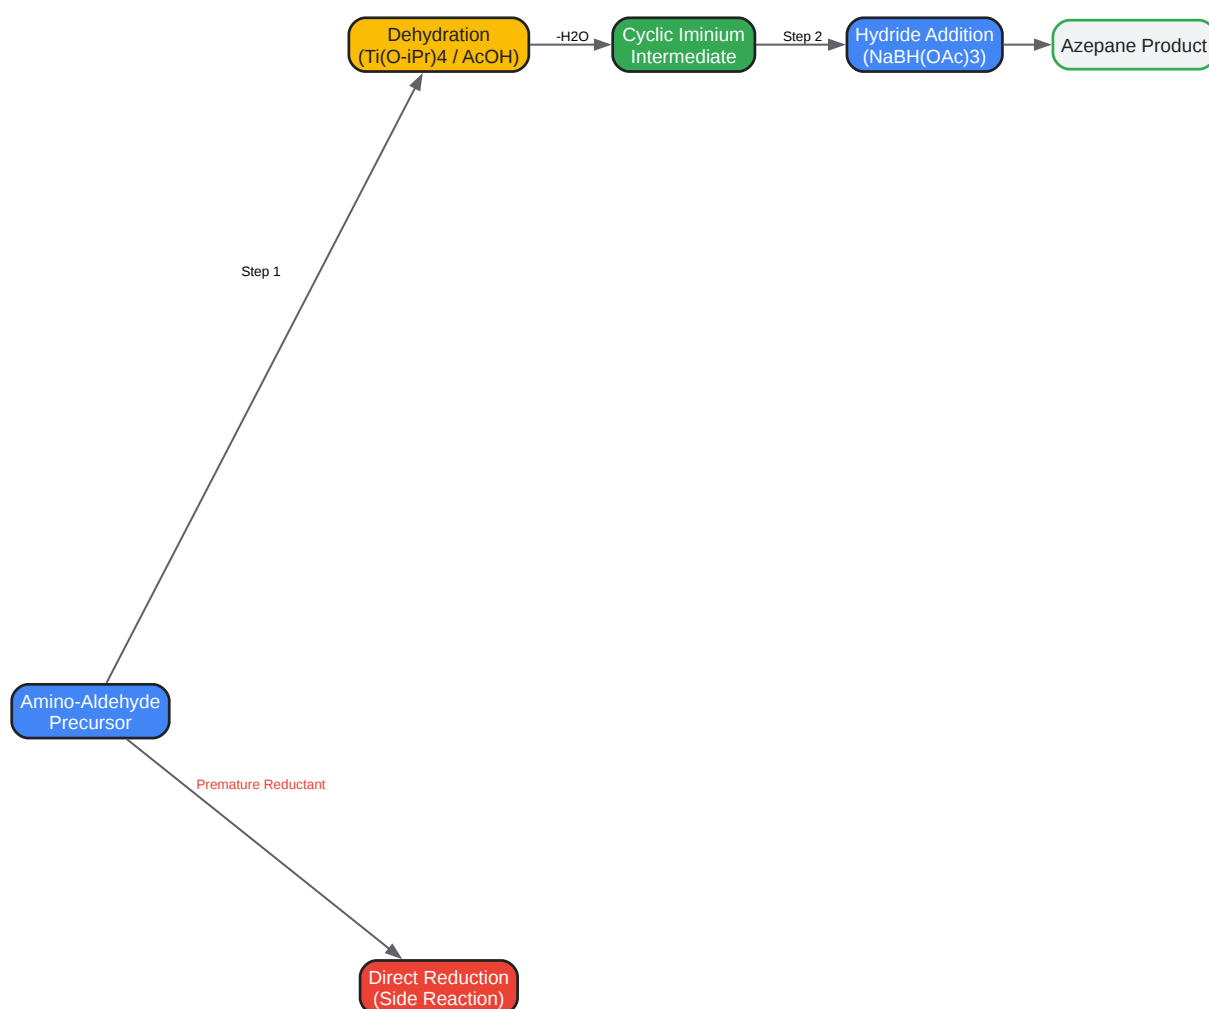 Dehydration
(Ti(O-iPr)4 / AcOH)
-H2O
Cyclic Iminium
Intermediate
Step 2
Hydride Addition
(NaBH(OAc)3)
Azepane Product
Step 1
Amino-Aldehyde
Precursor
Premature Reductant
Direct Reduction
(Side Reaction)